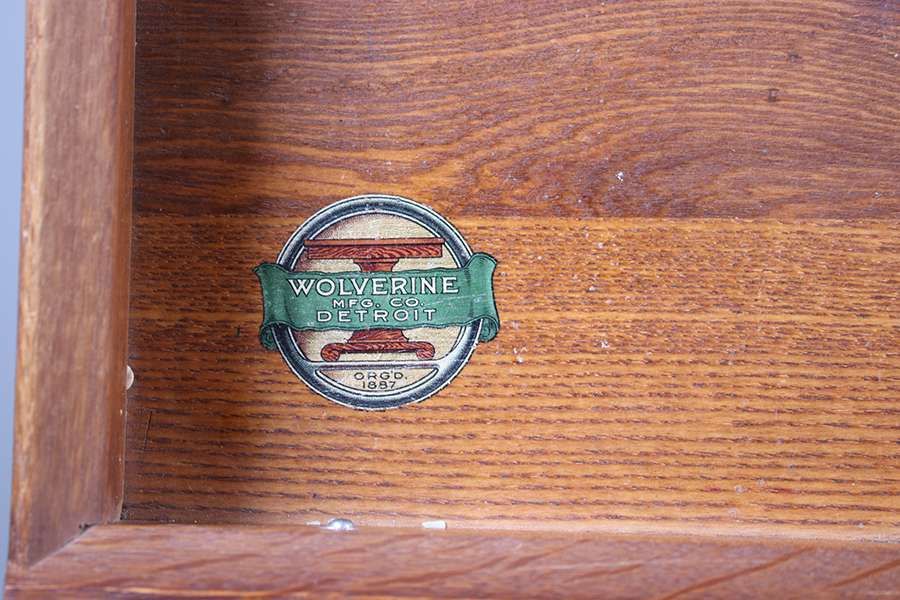 WOLVERINE
MFG. CO.
DETROIT
ORG'D.
1887